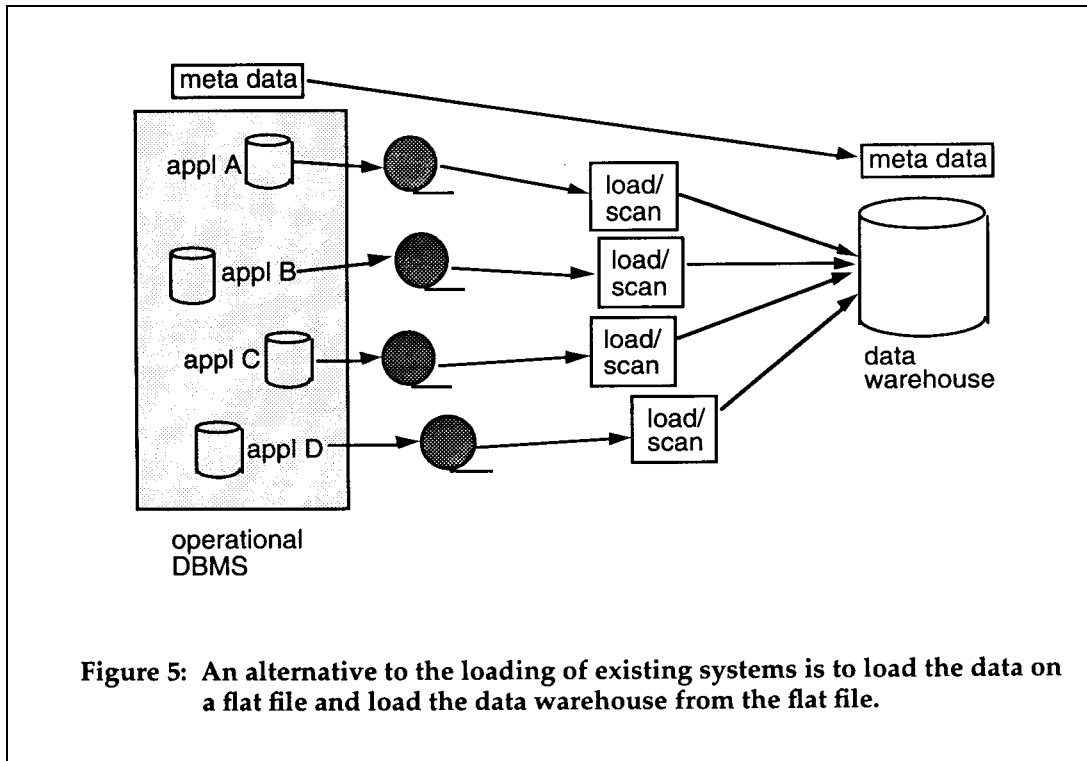 meta data
meta data
appl A
load/
scan
appl B
load/
scan
appl C
load/
scan
data
warehouse
appl D
load/
scan
operational
DBMS
Figure 5: An alternative to the loading of existing systems is to load the data on
a flat file and load the data warehouse from the flat file.